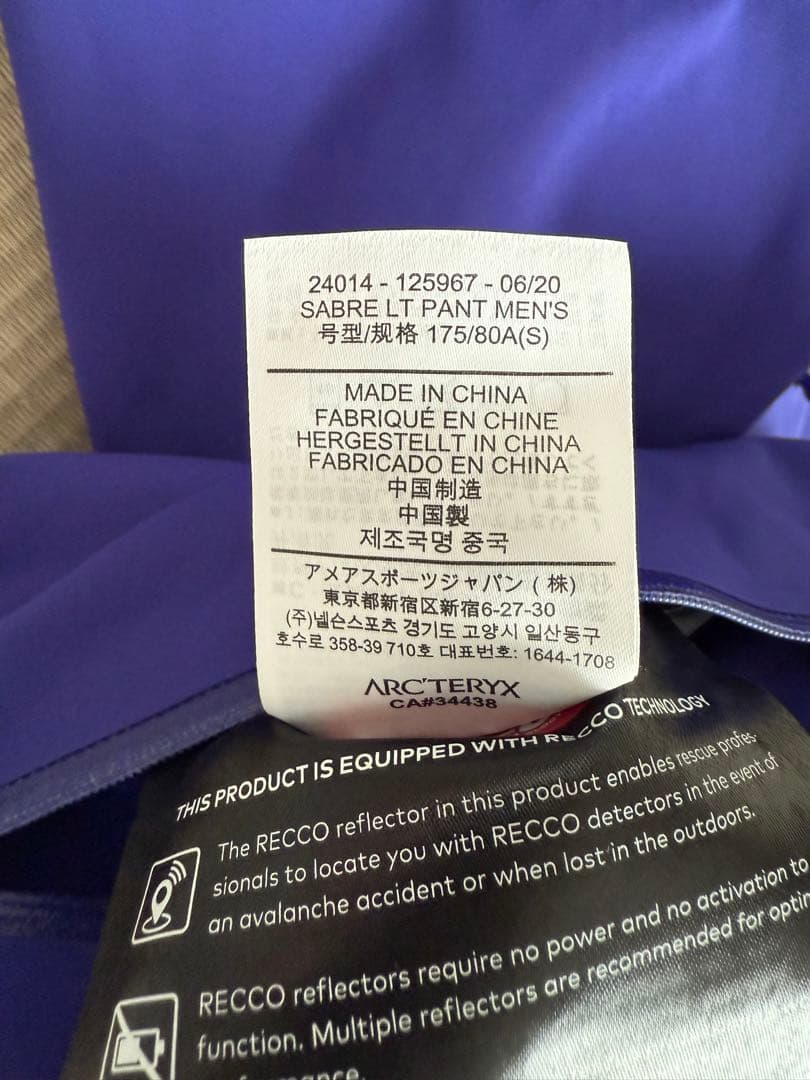 24014 - 125967 - 06/20
SABRE LT PANT MEN'S
号型/规格 175/80A(S)
MADE IN CHINA
FABRIQUÉ EN CHINE
HERGESTELLT IN CHINA
FABRICADO EN CHINA
中国制造
中国製
제조국명 중국
アメアスポーツジャパン ( 株)
東京都新宿区新宿6-27-30
(주)넬슨스포츠 경기도 고양시 일산동구
호수로 358-39 710호 대표번호: 1644-1708
ARC'TERYX
CA#34438
THIS PRODUCT IS EQUIPPED WITH RECCO TECHNOLOGY
The RECCO reflector in this product enables rescue profes-
sionals to locate you with RECCO detectors in the event of
an avalanche accident or when lost in the outdoors.
RECCO reflectors require no power and no activation to
function. Multiple reflectors are recommended for